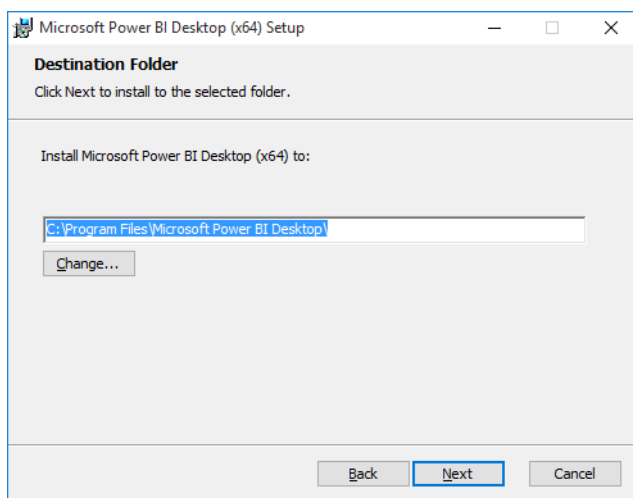 Microsoft Power BI Desktop (x64) Setup
Destination Folder
Click Next to install to the selected folder.
Install Microsoft Power BI Desktop (x64) to:
C:\Program Files\Microsoft Power BI Desktop\
Change...
Back Next Cancel